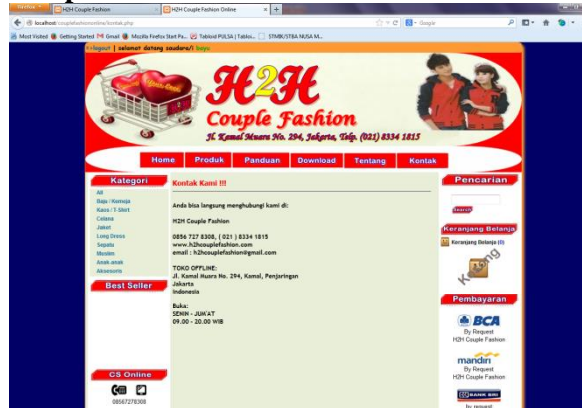 Firefox
H2H Couple Fashion
H2H Couple Fashion Online
localhost/couplefashiononline/kontak.php
Google
Most Visited
Getting Started
Gmail
Mozilla Firefox Start Pa...
Tabloid PULSA | Tabloi...
STMIK/STBA NUSA M...
logout | selamat datang saudara/i bayu
H2H
Couple Fashion
Jl. Kamal Muara No. 294, Jakarta, Telp. (021) 8334 1815
Home Produk Panduan Download Tentang Kontak
Kategori
All
Baju / Kemeja
Kaos / T-Shirt
Celana
Jaket
Long Dress
Sepatu
Muslim
Anak-anak
Aksesoris
Best Seller
CS Online
08567278308
Kontak Kami !!!
Anda bisa langsung menghubungi kami di:
H2H Couple Fashion
0856 727 8308, ( 021 ) 8334 1815
www.h2hcouplefashion.com
email : h2hcouplefashion@gmail.com
TOKO OFFLINE:
Jl. Kamal Muara No. 294, Kamal, Penjaringan
Jakarta
Indonesia
Buka:
SENIN - JUM'AT
09.00 - 20.00 WIB
Pencarian
Search
Keranjang Belanja
Keranjang Belanja (0)
Kosong
Pembayaran
BCA
By Request
H2H Couple Fashion
mandiri
By Request
H2H Couple Fashion
BANK BRI
by request